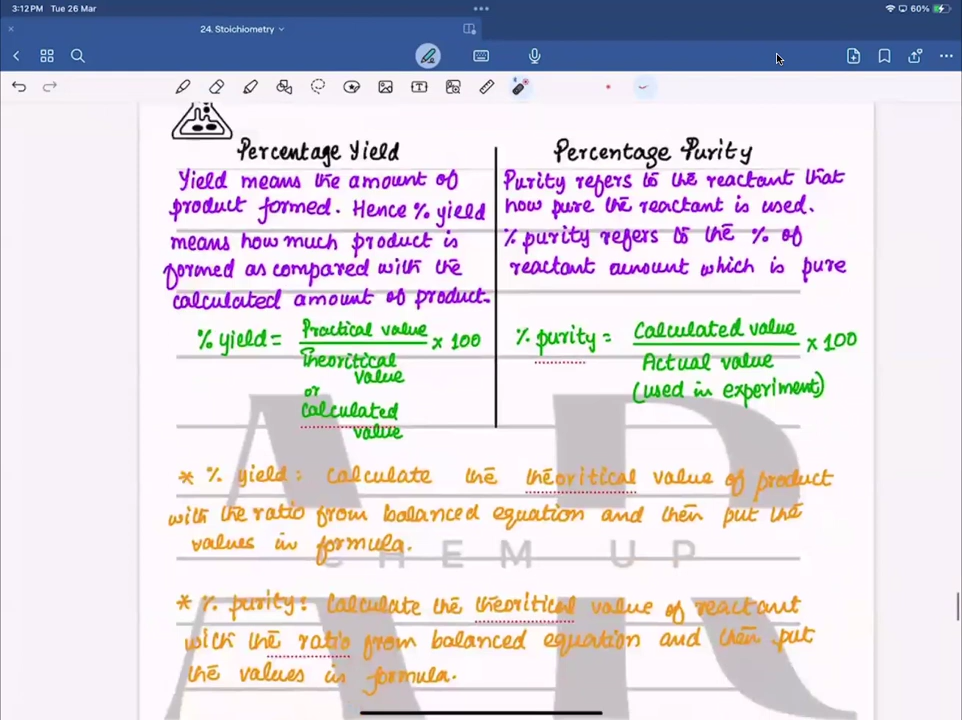 3:12 PM Tue 26 Mar
60%
24. Stoichiometry
Percentage Yield
Yield means the amount of
product formed. Hence % yield
means how much product is
formed as compared with the
calculated amount of product.
% yield = Practical value / Theoritical value × 100
or
calculated
value
Percentage Purity
Purity refers to the reactant that
how pure the reactant is used.
% purity refers to the % of
reactant amount which is pure
% purity = Calculated value / Actual value × 100
(used in experiment)
* % yield : Calculate the theoritical value of product
with the ratio from balanced equation and then put the
values in formula.
CHEM UP
* % purity : Calculate the theoritical value of reactant
with the ratio from balanced equation and then put
the values in formula.